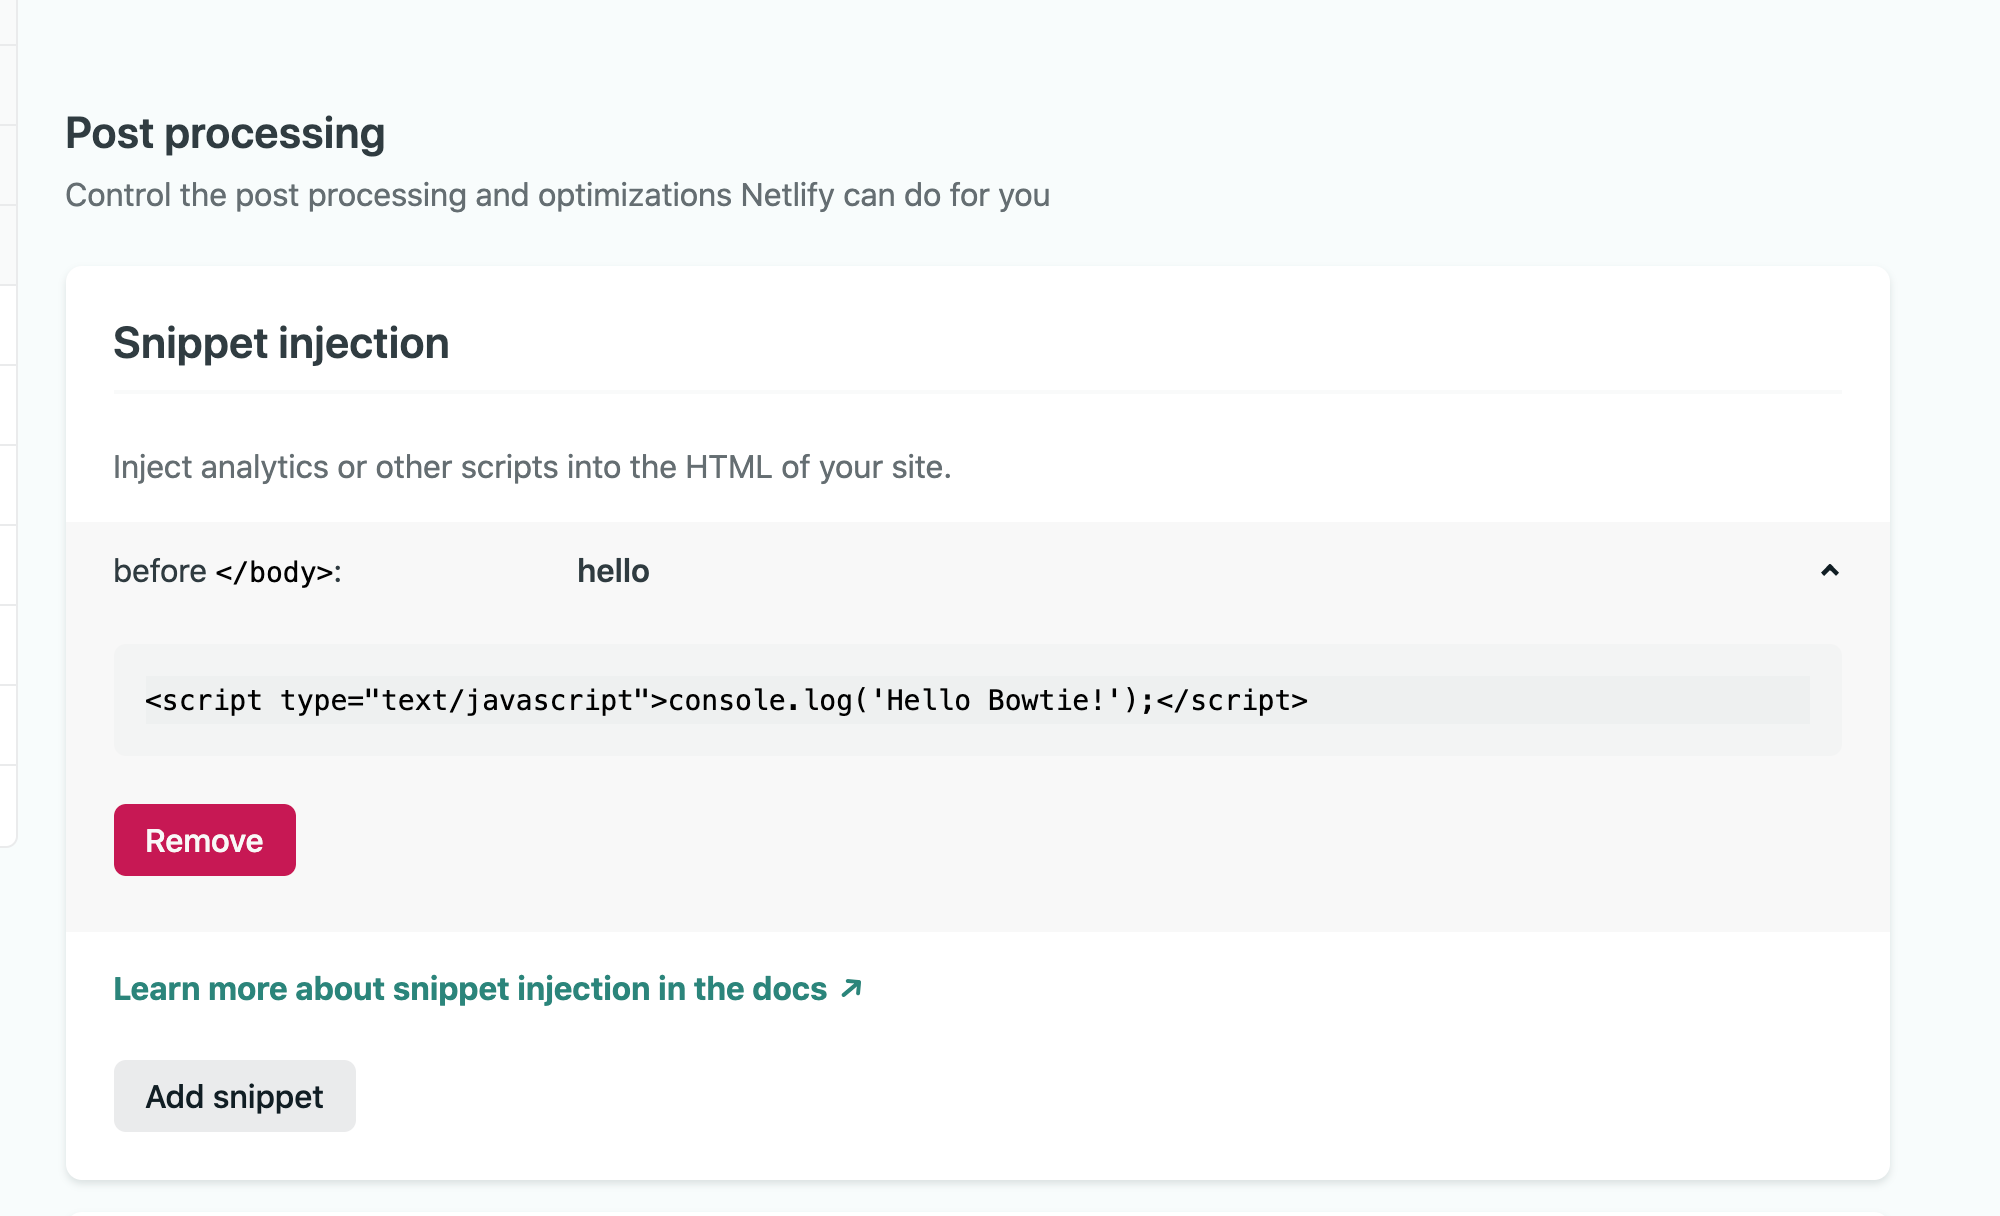 Post processing
Control the post processing and optimizations Netlify can do for you
Snippet injection
Inject analytics or other scripts into the HTML of your site.
before </body>: hello
<script type="text/javascript">console.log('Hello Bowtie!');</script>
Remove
Learn more about snippet injection in the docs ↗
Add snippet